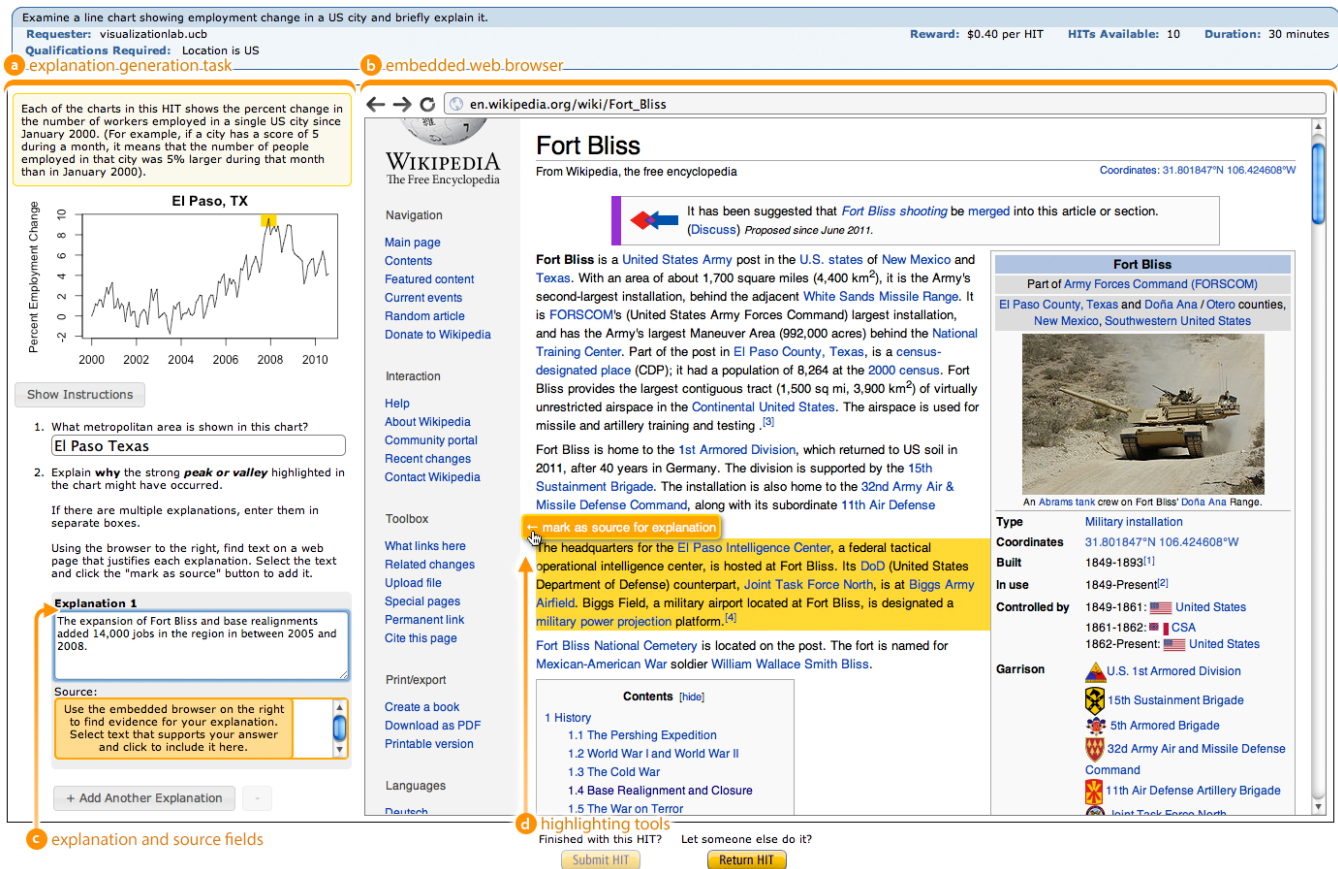 Examine a line chart showing employment change in a US city and briefly explain it.
Requester: visualizationlab.ucb
Reward: $0.40 per HIT HITs Available: 10 Duration: 30 minutes
Qualifications Required: Location is US
a explanation generation task
b embedded web browser
Each of the charts in this HIT shows the percent change in
the number of workers employed in a single US city since
January 2000. (For example, if a city has a score of 5
during a month, it means that the number of people
employed in that city was 5% larger during that month
than in January 2000).
El Paso, TX
Percent Employment Change
10
8
6
4
2
0
-2
2000 2002 2004 2006 2008 2010
Show Instructions
1. What metropolitan area is shown in this chart?
El Paso Texas
2. Explain why the strong peak or valley highlighted in
the chart might have occurred.
If there are multiple explanations, enter them in
separate boxes.
Using the browser to the right, find text on a web
page that justifies each explanation. Select the text
and click the "mark as source" button to add it.
Explanation 1
The expansion of Fort Bliss and base realignments
added 14,000 jobs in the region in between 2005 and
2008.
Source:
Use the embedded browser on the right
to find evidence for your explanation.
Select text that supports your answer
and click to include it here.
+ Add Another Explanation
-
c explanation and source fields
en.wikipedia.org/wiki/Fort_Bliss
WIKIPEDIA
The Free Encyclopedia
Navigation
Main page
Contents
Featured content
Current events
Random article
Donate to Wikipedia
Interaction
Help
About Wikipedia
Community portal
Recent changes
Contact Wikipedia
Toolbox
What links here
Related changes
Upload file
Special pages
Permanent link
Cite this page
Print/export
Create a book
Download as PDF
Printable version
Languages
Deutsch
Fort Bliss
From Wikipedia, the free encyclopedia
Coordinates: 31.801847°N 106.424608°W
It has been suggested that Fort Bliss shooting be merged into this article or section.
(Discuss) Proposed since June 2011.
Fort Bliss is a United States Army post in the U.S. states of New Mexico and
Texas. With an area of about 1,700 square miles (4,400 km2), it is the Army's
second-largest installation, behind the adjacent White Sands Missile Range. It
is FORSCOM's (United States Army Forces Command) largest installation,
and has the Army's largest Maneuver Area (992,000 acres) behind the National
Training Center. Part of the post in El Paso County, Texas, is a census-
designated place (CDP); it had a population of 8,264 at the 2000 census. Fort
Bliss provides the largest contiguous tract (1,500 sq mi, 3,900 km2) of virtually
unrestricted airspace in the Continental United States. The airspace is used for
missile and artillery training and testing .[3]
Fort Bliss is home to the 1st Armored Division, which returned to US soil in
2011, after 40 years in Germany. The division is supported by the 15th
Sustainment Brigade. The installation is also home to the 32nd Army Air &
Missile Defense Command, along with its subordinate 11th Air Defense
← mark as source for explanation
The headquarters for the El Paso Intelligence Center, a federal tactical
operational intelligence center, is hosted at Fort Bliss. Its DoD (United States
Department of Defense) counterpart, Joint Task Force North, is at Biggs Army
Airfield. Biggs Field, a military airport located at Fort Bliss, is designated a
military power projection platform.[4]
Fort Bliss National Cemetery is located on the post. The fort is named for
Mexican-American War soldier William Wallace Smith Bliss.
Contents [hide]
1 History
1.1 The Pershing Expedition
1.2 World War I and World War II
1.3 The Cold War
1.4 Base Realignment and Closure
1.5 The War on Terror
Fort Bliss
Part of Army Forces Command (FORSCOM)
El Paso County, Texas and Doña Ana / Otero counties,
New Mexico, Southwestern United States
An Abrams tank crew on Fort Bliss' Doña Ana Range.
Type Military installation
Coordinates 31.801847°N 106.424608°W
Built 1849-1893[1]
In use 1849-Present[2]
Controlled by 1849-1861: United States
1861-1862: CSA
1862-Present: United States
Garrison U.S. 1st Armored Division
15th Sustainment Brigade
5th Armored Brigade
32d Army Air and Missile Defense
Command
11th Air Defense Artillery Brigade
Joint Task Force North
d highlighting tools
Finished with this HIT? Let someone else do it?
Submit HIT Return HIT